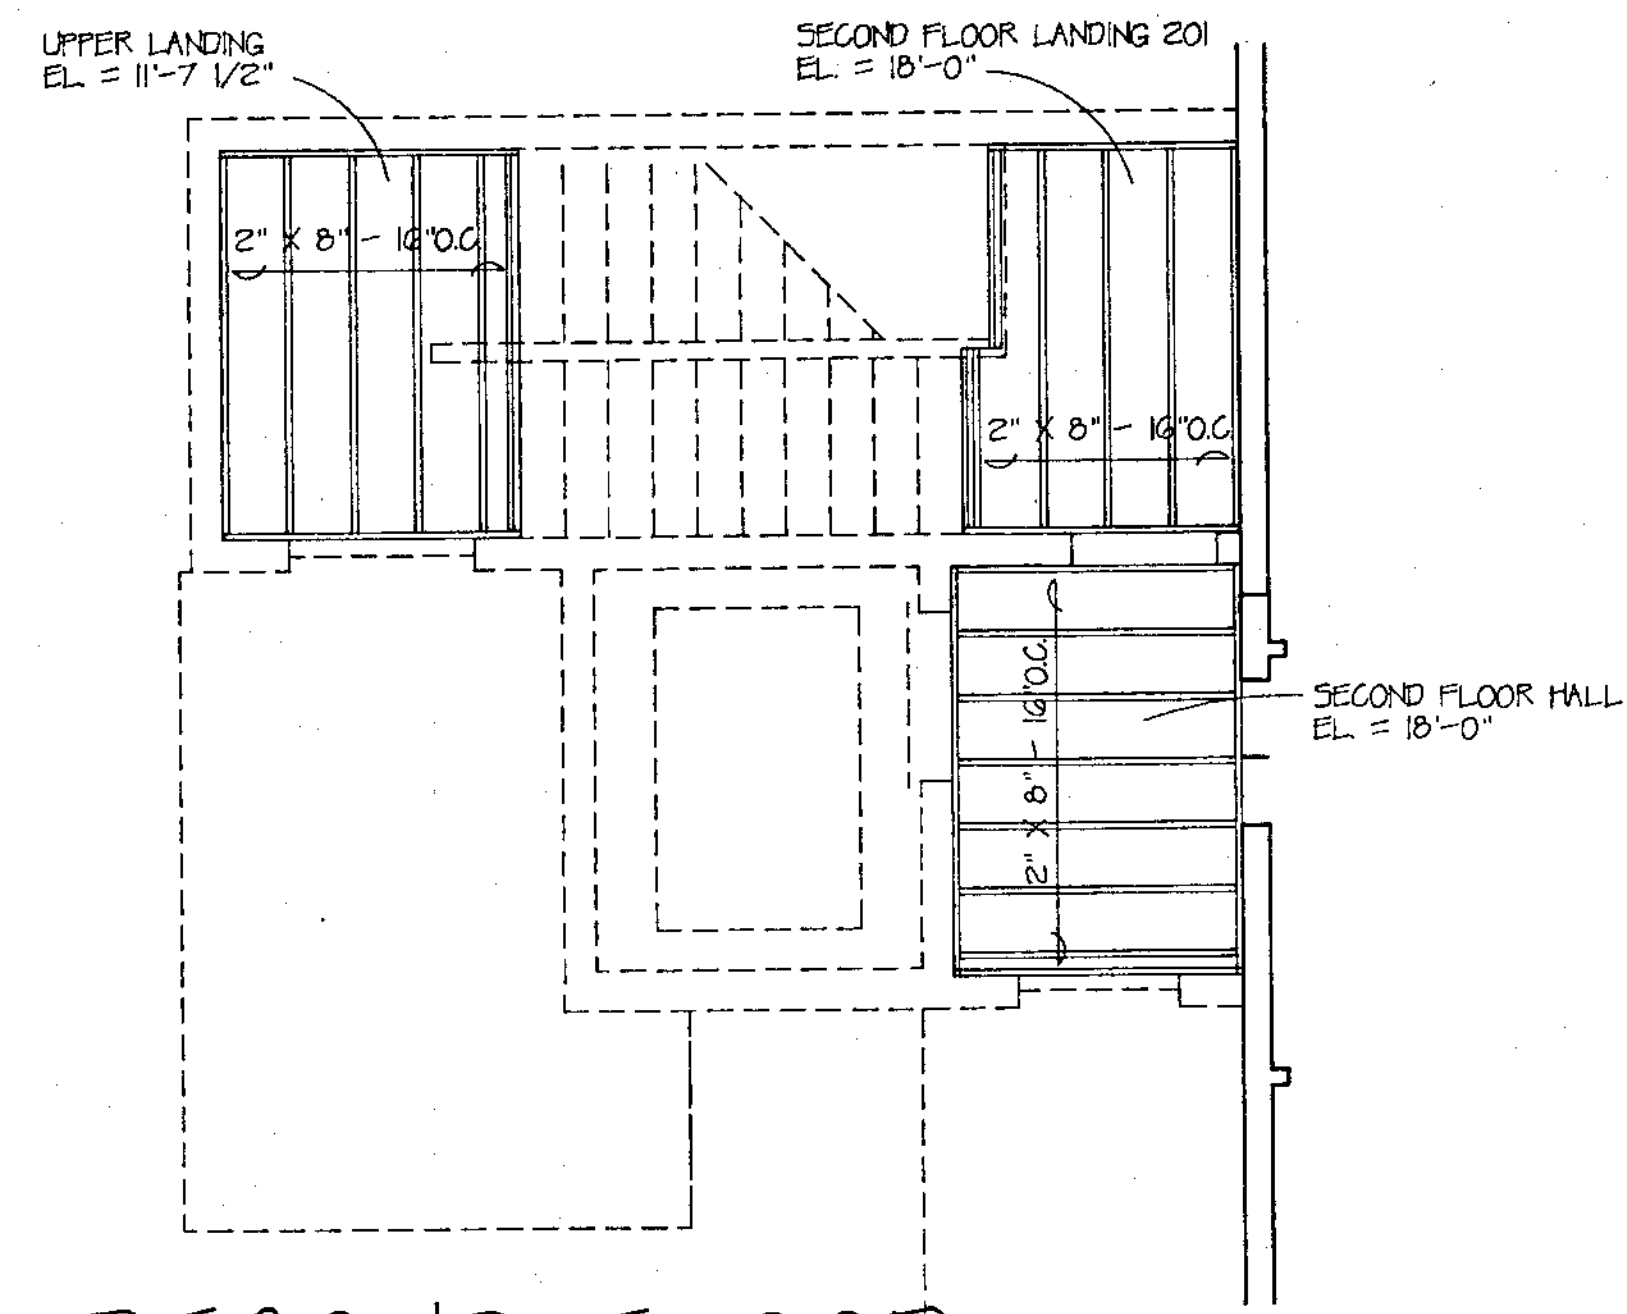 UPPER LANDING
EL. = 11'-7 1/2"
SECOND FLOOR LANDING 201
EL. = 18'-0"
2" X 8" - 16"O.C.
2" X 8" - 16"O.C.
2" X 8" - 16"O.C.
SECOND FLOOR HALL
EL. = 18'-0"